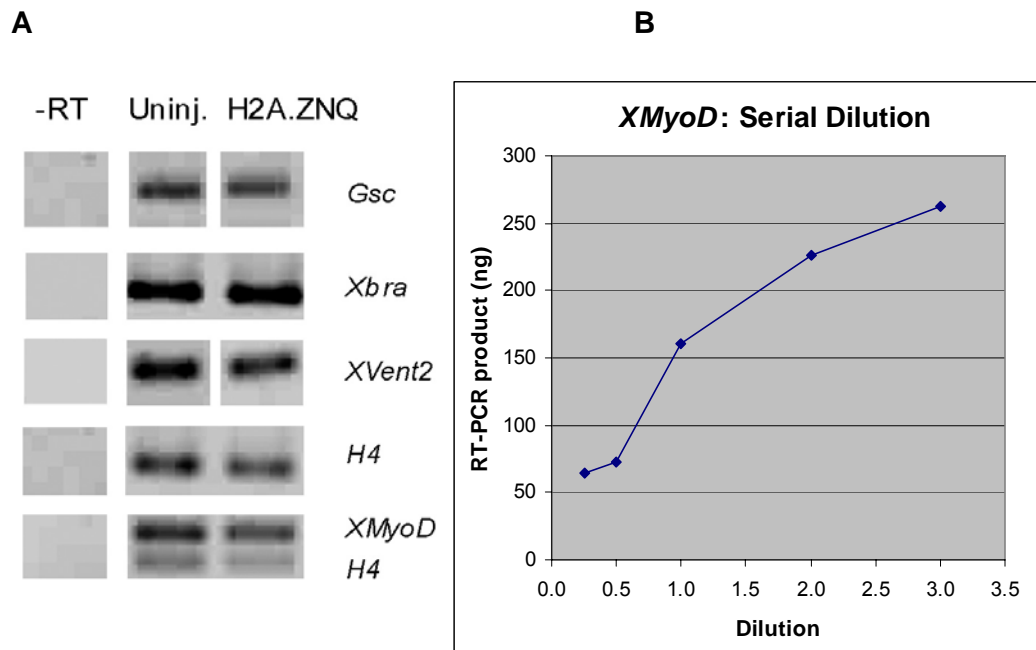 A
B
-RT Uninj. H2A.ZNQ
Gsc
Xbra
XVent2
H4
XMyoD
H4
XMyoD: Serial Dilution
RT-PCR product (ng)
300
250
200
150
100
50
0
0.0 0.5 1.0 1.5 2.0 2.5 3.0 3.5
Dilution